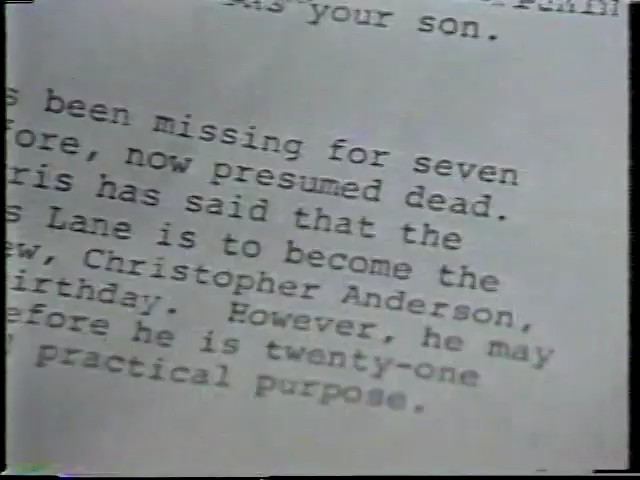 your son.
s been missing for seven
ore, now presumed dead.
ris has said that the
s Lane is to become the
ew, Christopher Anderson,
irthday. However, he may
efore he is twenty-one
practical purpose.